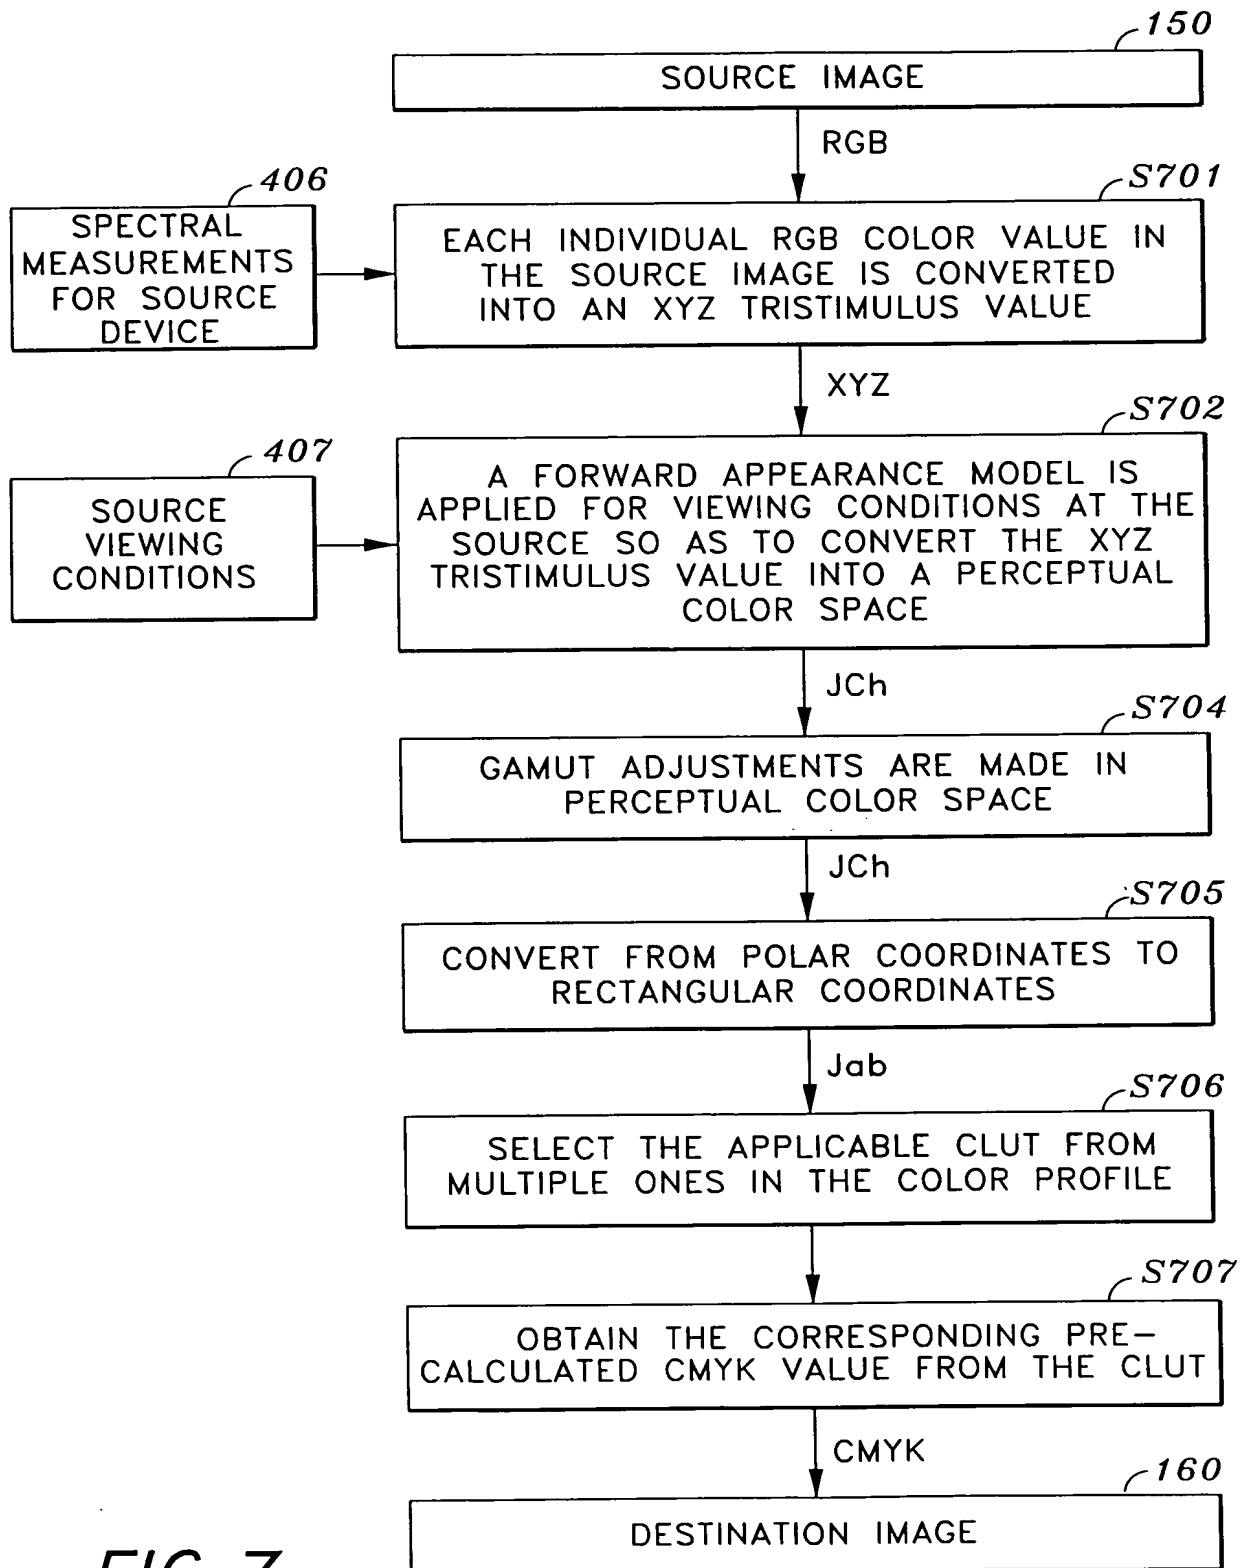 150
SOURCE IMAGE
RGB
406
SPECTRAL
MEASUREMENTS
FOR SOURCE
DEVICE
S701
EACH INDIVIDUAL RGB COLOR VALUE IN
THE SOURCE IMAGE IS CONVERTED
INTO AN XYZ TRISTIMULUS VALUE
XYZ
407
SOURCE
VIEWING
CONDITIONS
S702
A FORWARD APPEARANCE MODEL IS
APPLIED FOR VIEWING CONDITIONS AT THE
SOURCE SO AS TO CONVERT THE XYZ
TRISTIMULUS VALUE INTO A PERCEPTUAL
COLOR SPACE
JCh
S704
GAMUT ADJUSTMENTS ARE MADE IN
PERCEPTUAL COLOR SPACE
JCh
S705
CONVERT FROM POLAR COORDINATES TO
RECTANGULAR COORDINATES
Jab
S706
SELECT THE APPLICABLE CLUT FROM
MULTIPLE ONES IN THE COLOR PROFILE
S707
OBTAIN THE CORRESPONDING PRE-
CALCULATED CMYK VALUE FROM THE CLUT
CMYK
160
DESTINATION IMAGE
FIG. 7